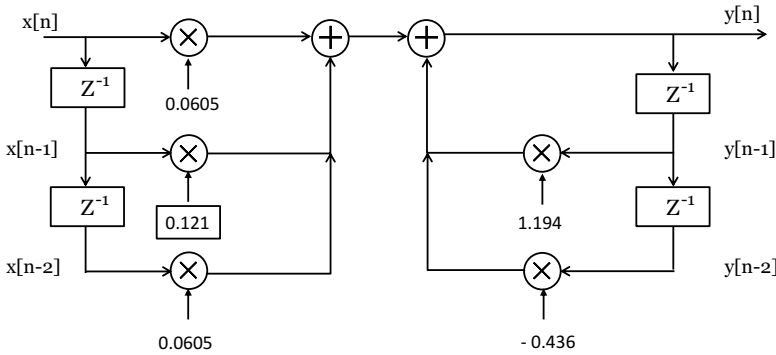 x[n]
y[n]
Z-1
Z-1
0.0605
x[n-1]
y[n-1]
Z-1
0.121
1.194
Z-1
x[n-2]
y[n-2]
0.0605
- 0.436